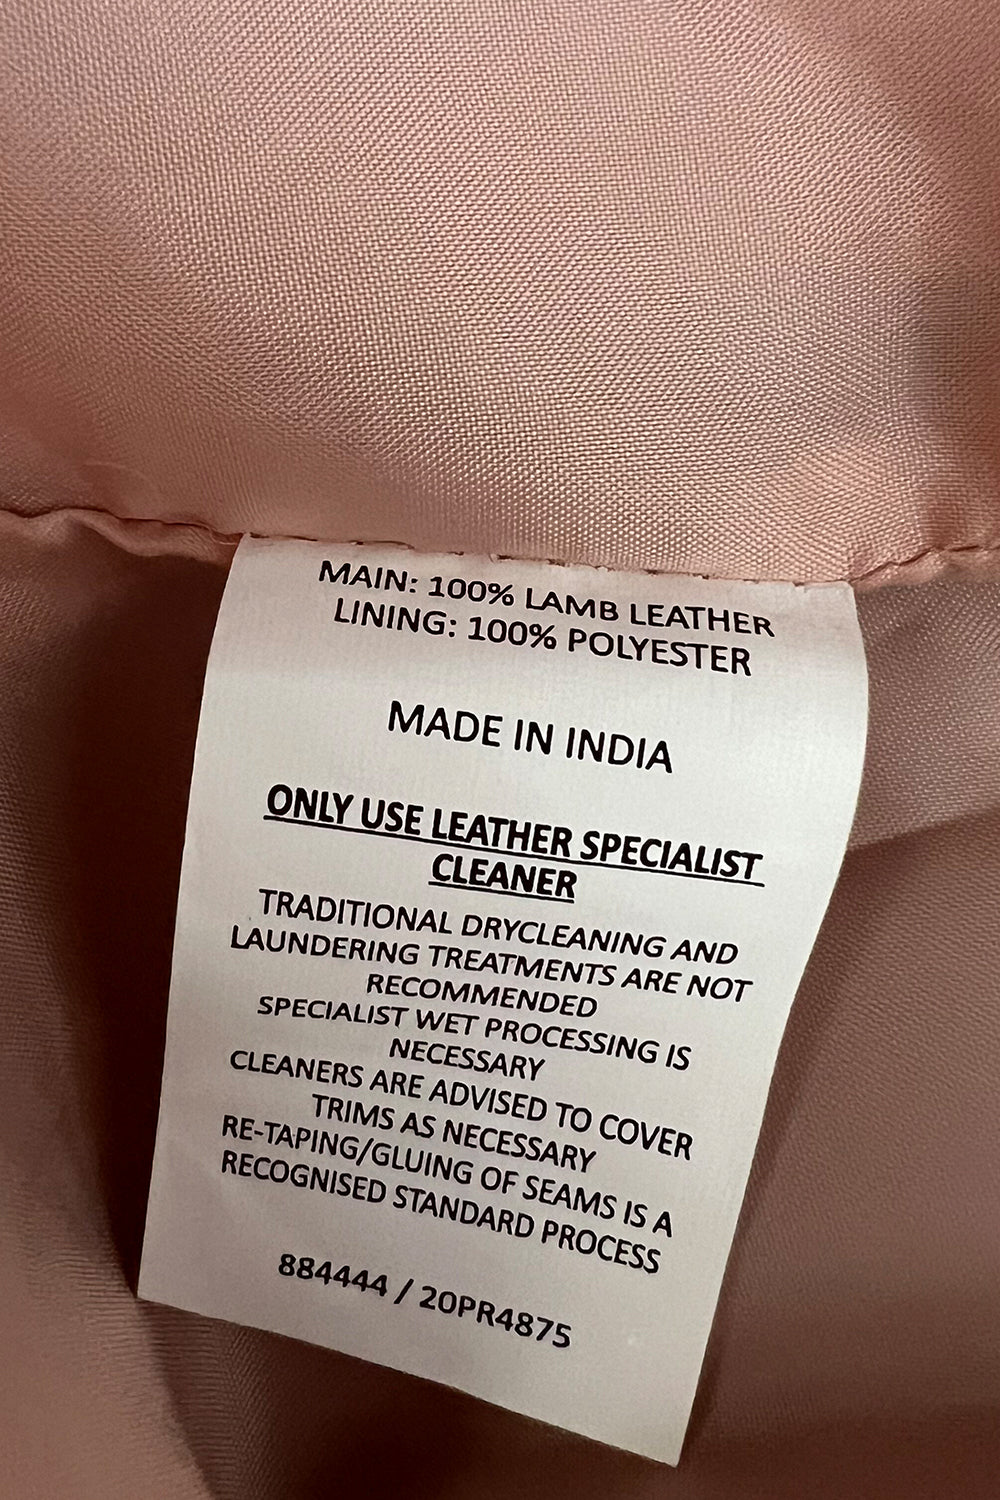 MAIN: 100% LAMB LEATHER
LINING: 100% POLYESTER
MADE IN INDIA
ONLY USE LEATHER SPECIALIST
CLEANER
TRADITIONAL DRYCLEANING AND
LAUNDERING TREATMENTS ARE NOT
RECOMMENDED
SPECIALIST WET PROCESSING IS
NECESSARY
CLEANERS ARE ADVISED TO COVER
TRIMS AS NECESSARY
RE-TAPING/GLUING OF SEAMS IS A
RECOGNISED STANDARD PROCESS
884444 / 20PR4875